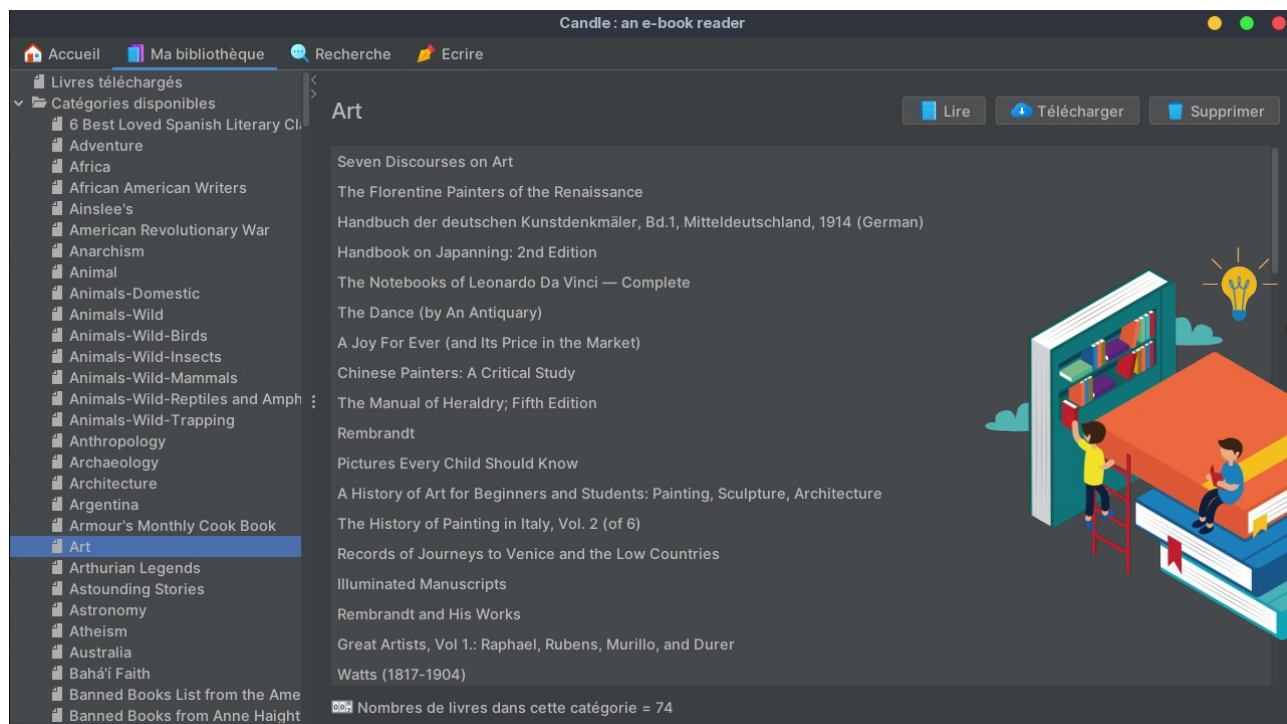 Candle : an e-book reader
Accueil Ma bibliothèque Recherche Ecrire
Livres téléchargés
Catégories disponibles
6 Best Loved Spanish Literary Cl
Adventure
Africa
African American Writers
Ainslee's
American Revolutionary War
Anarchism
Animal
Animals-Domestic
Animals-Wild
Animals-Wild-Birds
Animals-Wild-Insects
Animals-Wild-Mammals
Animals-Wild-Reptiles and Amph
Animals-Wild-Trapping
Anthropology
Archaeology
Architecture
Argentina
Armour's Monthly Cook Book
Art
Arthurian Legends
Astounding Stories
Astronomy
Atheism
Australia
Bahá'í Faith
Banned Books List from the Ame
Banned Books from Anne Haight
Art
Lire Télécharger Supprimer
Seven Discourses on Art
The Florentine Painters of the Renaissance
Handbuch der deutschen Kunstdenkmäler, Bd.1, Mitteldeutschland, 1914 (German)
Handbook on Japanning: 2nd Edition
The Notebooks of Leonardo Da Vinci — Complete
The Dance (by An Antiquary)
A Joy For Ever (and Its Price in the Market)
Chinese Painters: A Critical Study
The Manual of Heraldry; Fifth Edition
Rembrandt
Pictures Every Child Should Know
A History of Art for Beginners and Students: Painting, Sculpture, Architecture
The History of Painting in Italy, Vol. 2 (of 6)
Records of Journeys to Venice and the Low Countries
Illuminated Manuscripts
Rembrandt and His Works
Great Artists, Vol 1.: Raphael, Rubens, Murillo, and Durer
Watts (1817-1904)
Nombres de livres dans cette catégorie = 74